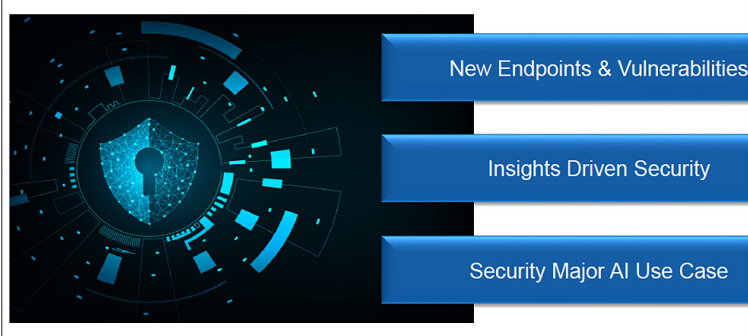 New Endpoints & Vulnerabilities
Insights Driven Security
Security Major AI Use Case